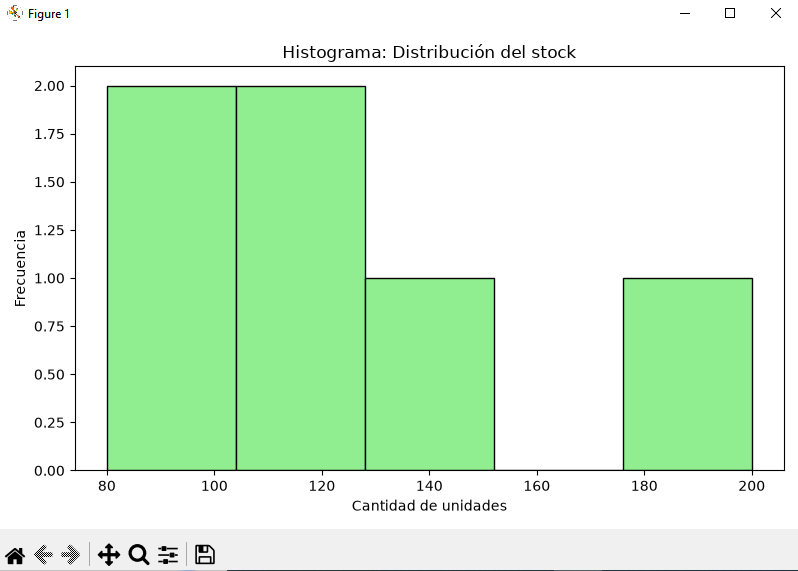 Figure 1
Histograma: Distribución del stock
2.00
1.75
1.50
1.25
1.00
0.75
0.50
0.25
0.00
Frecuencia
80 100 120 140 160 180 200
Cantidad de unidades